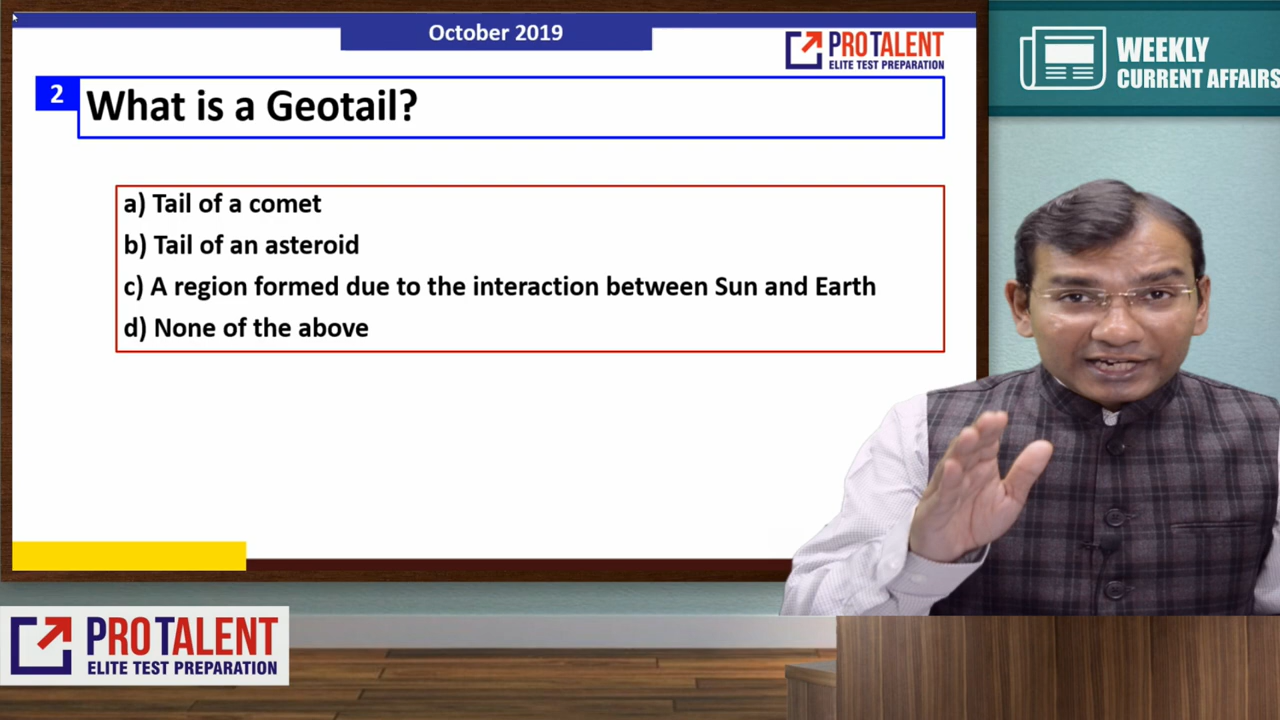 October 2019
PROTALENT
ELITE TEST PREPARATION
WEEKLY
CURRENT AFFAIRS
2
What is a Geotail?
a) Tail of a comet
b) Tail of an asteroid
c) A region formed due to the interaction between Sun and Earth
d) None of the above
PROTALENT
ELITE TEST PREPARATION